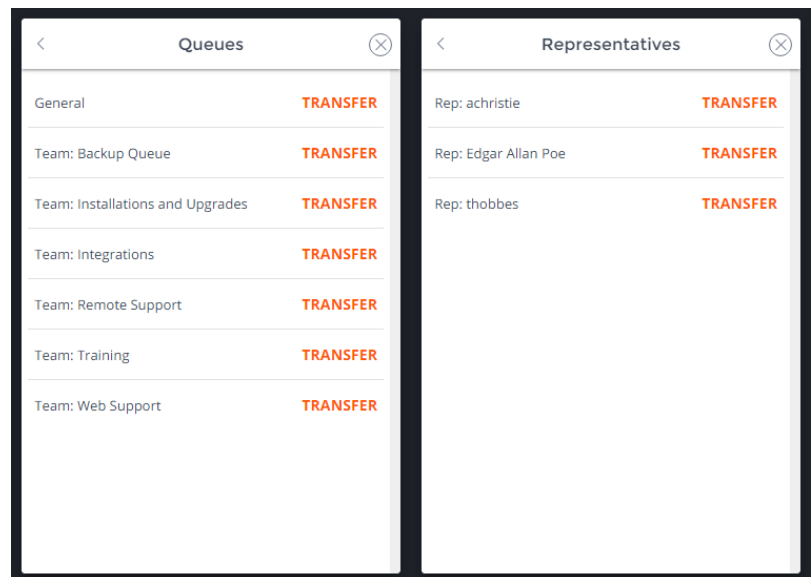 Queues
General TRANSFER
Team: Backup Queue TRANSFER
Team: Installations and Upgrades TRANSFER
Team: Integrations TRANSFER
Team: Remote Support TRANSFER
Team: Training TRANSFER
Team: Web Support TRANSFER
Representatives
Rep: achristie TRANSFER
Rep: Edgar Allan Poe TRANSFER
Rep: thobbes TRANSFER